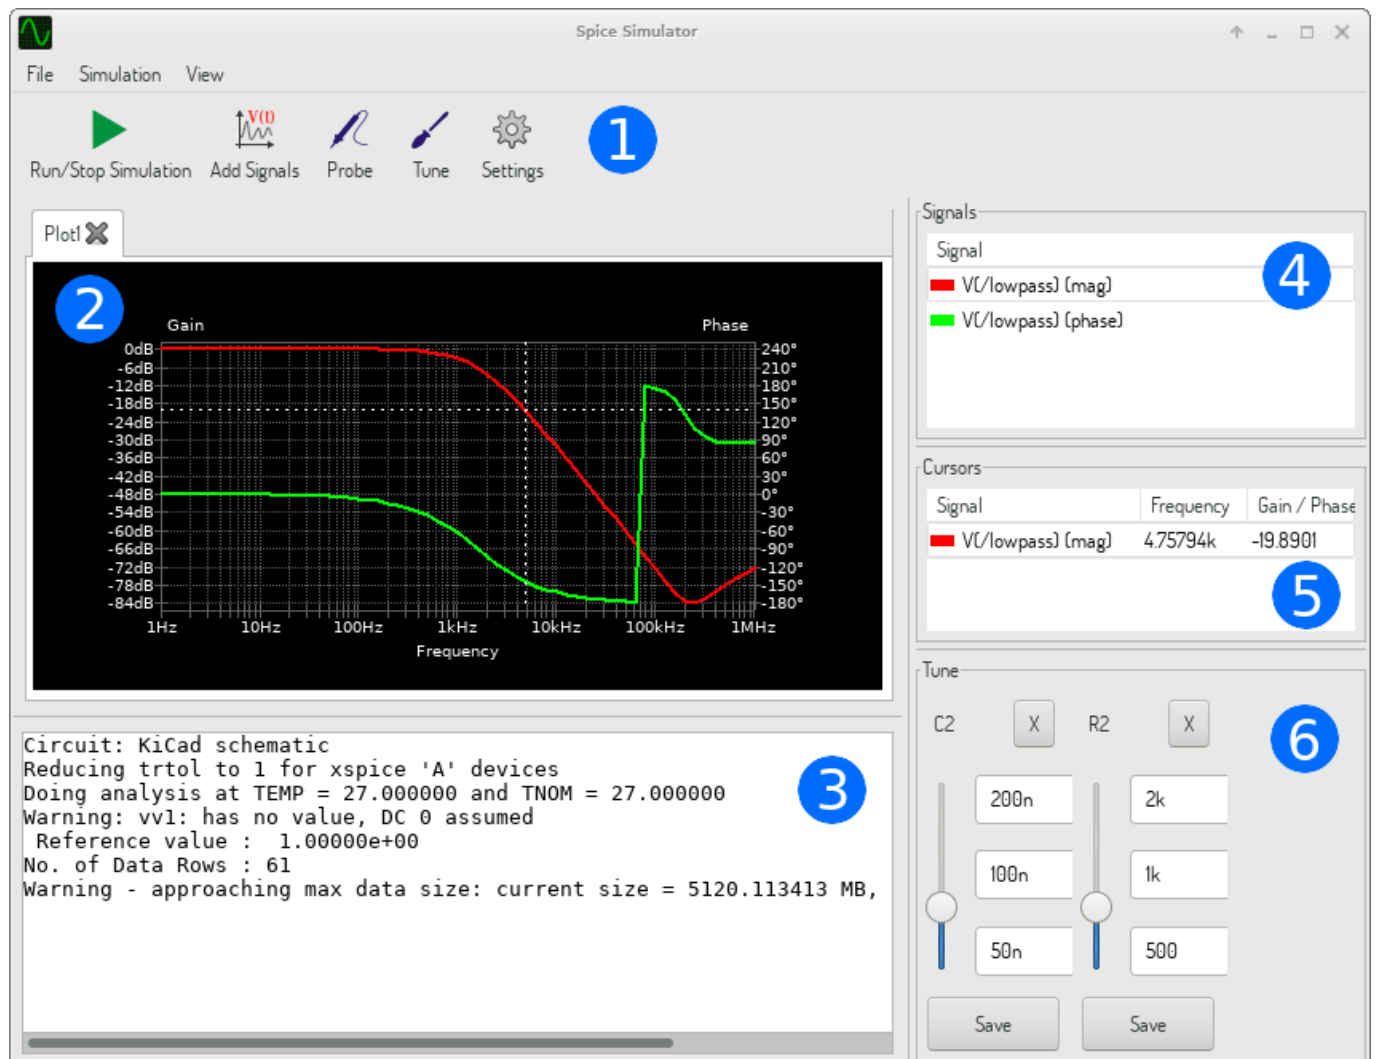 Spice Simulator
File Simulation View
Run/Stop Simulation Add Signals Probe Tune Settings
1
Plot1
2
Gain Phase
0dB
-6dB
-12dB
-18dB
-24dB
-30dB
-36dB
-42dB
-48dB
-54dB
-60dB
-66dB
-72dB
-78dB
-84dB
240°
210°
180°
150°
120°
90°
60°
30°
0°
-30°
-60°
-90°
-120°
-150°
-180°
1Hz 10Hz 100Hz 1kHz 10kHz 100kHz 1MHz
Frequency
Circuit: KiCad schematic
Reducing trtol to 1 for xspice 'A' devices
Doing analysis at TEMP = 27.000000 and TNOM = 27.000000
Warning: vv1: has no value, DC 0 assumed
Reference value :  1.00000e+00
No. of Data Rows : 61
Warning - approaching max data size: current size = 5120.113413 MB,
3
Signals
Signal
V(/lowpass) (mag)
V(/lowpass) (phase)
4
Cursors
Signal Frequency Gain / Phase
V(/lowpass) (mag) 4.75794k -19.8901
5
Tune
C2 X R2 X
6
200n 2k
100n 1k
50n 500
Save Save